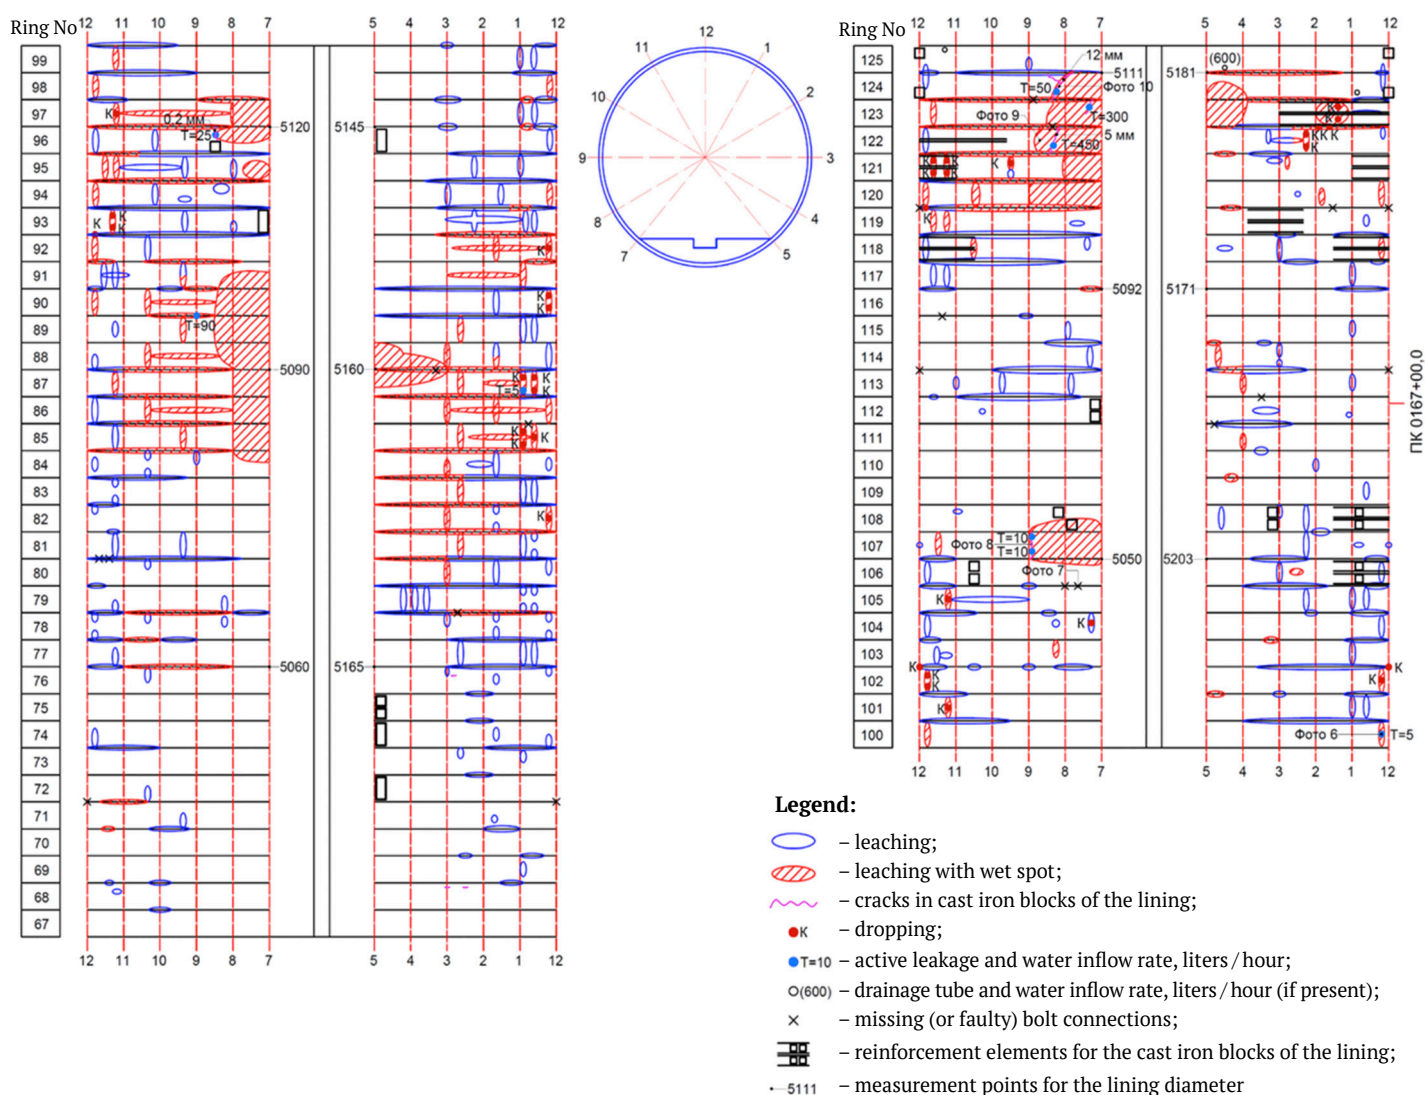 Ring No 12 11 10 9 8 7 5 4 3 2 1 12
99
98
97 K
0.2 мм
T=25
5120 5145
96
95
94
93 K K K
92 K
91
90 K K
T=90
89
88
5090 5160
87 K K K
T=5
86
85 K K K
84
83
82 K
81
80
79
78
77
5060 5165
76
75
74
73
72
71
70
69
68
67
12 11 10 9 8 7 5 4 3 2 1 12
12
11 1
10 2
9 3
8 4
7 5
Ring No 12 11 10 9 8 7 5 4 3 2 1 12
125
(600)
12 мм
5111 5181
124 T=50 Фото 10
123 T=300 K K
Фото 9
122 5 мм K K K K
T=450
121 K K K K K
120
119 K
118
117
5092 5171
116
115
114
113
112
ПК 0167+00,0
111
110
109
108
107 T=10
Фото 8
T=10
5050 5203
106 Фото 7
105 K
104 K
103
K K
102 K K K
101 K
100 Фото 6 T=5
12 11 10 9 8 7 5 4 3 2 1 12
Legend:
– leaching;
– leaching with wet spot;
– cracks in cast iron blocks of the lining;
K – dropping;
T=10 – active leakage and water inflow rate, liters / hour;
(600) – drainage tube and water inflow rate, liters / hour (if present);
– missing (or faulty) bolt connections;
– reinforcement elements for the cast iron blocks of the lining;
5111 – measurement points for the lining diameter